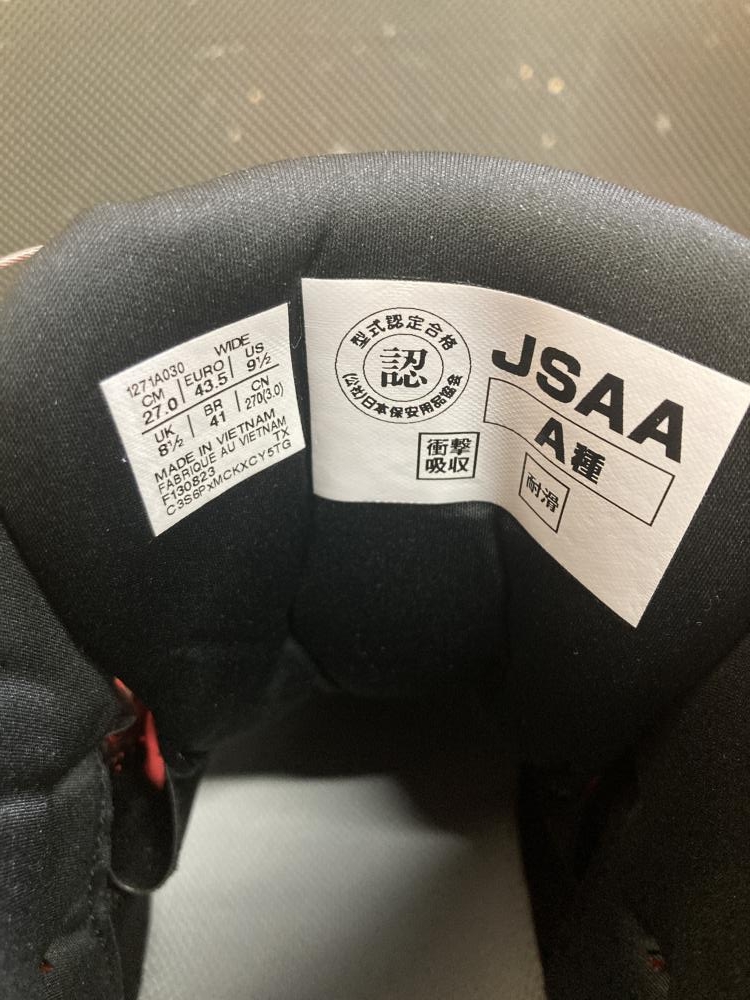 1271A030 WIDE
CM EURO US
27.0 43.5 9½
UK BR CN
8½ 41 270(3.0)
MADE IN VIETNAM
FABRIQUE AU VIETNAM
F130823 TX
C3S6PXMCKXCY5TG
型式認定合格
認
(公社)日本保安用品協会
衝撃
吸収
JSAA
A種
耐滑